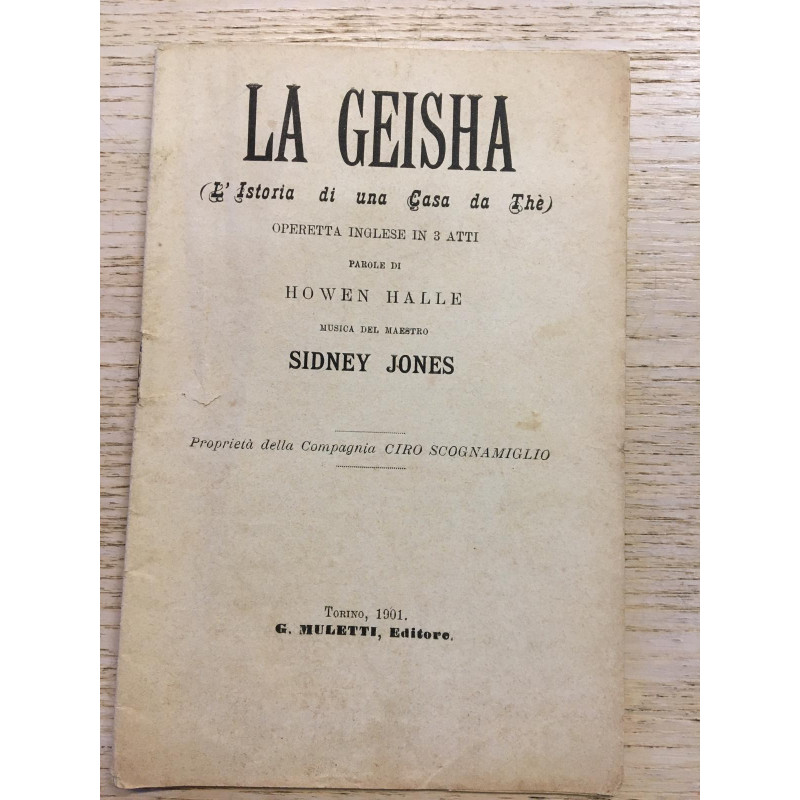 LA GEISHA
(L' Istoria di una Casa da Thè)
OPERETTA INGLESE IN 3 ATTI
PAROLE DI
HOWEN HALLE
MUSICA DEL MAESTRO
SIDNEY JONES
Proprietà della Compagnia CIRO SCOGNAMIGLIO
TORINO, 1901.
G. MULETTI, Editore.